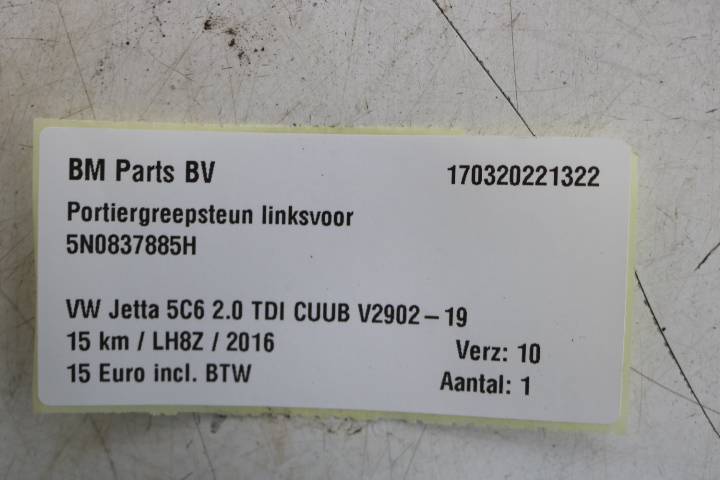 BM Parts BV 170320221322
Portiergreepsteun linksvoor
5N0837885H
VW Jetta 5C6 2.0 TDI CUUB V2902-19
15 km / LH8Z / 2016 Verz: 10
15 Euro incl. BTW Aantal: 1